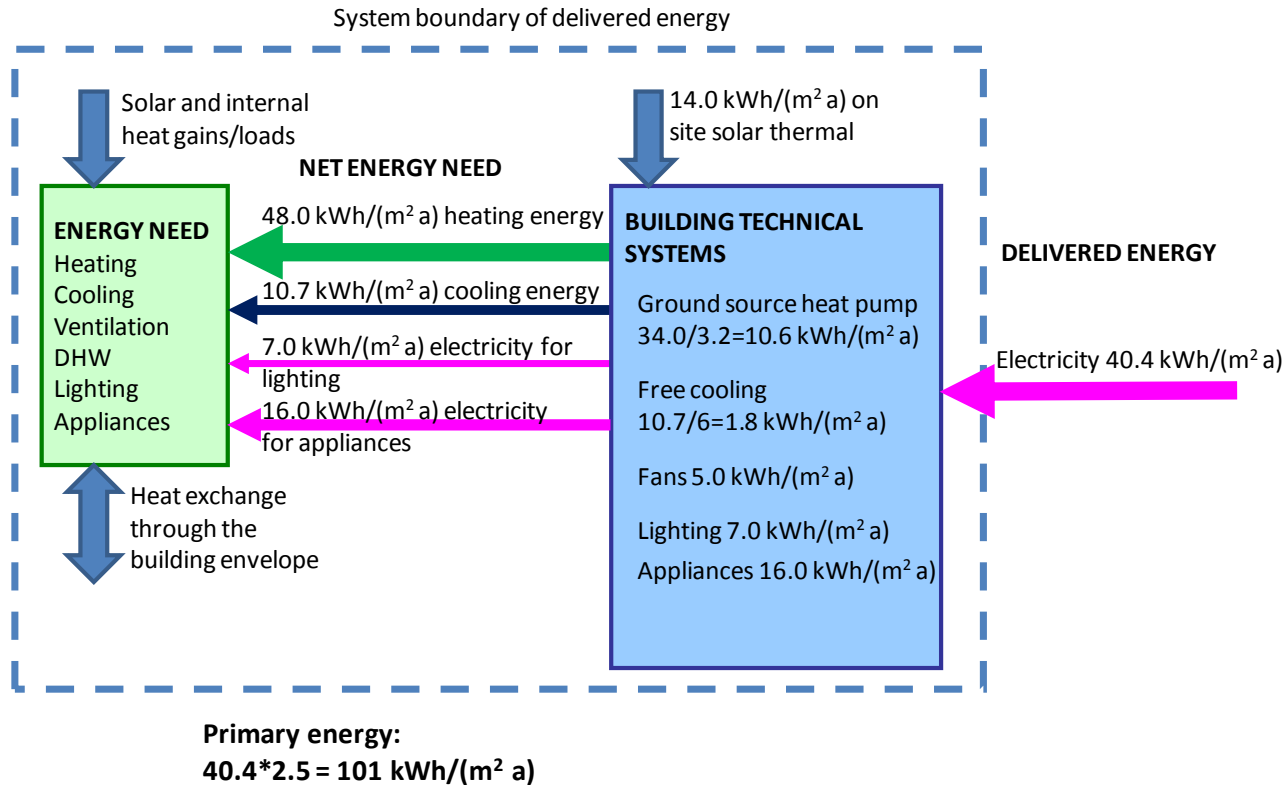 System boundary of delivered energy
Solar and internal
heat gains/loads
14.0 kWh/(m² a) on
site solar thermal
NET ENERGY NEED
ENERGY NEED
Heating
Cooling
Ventilation
DHW
Lighting
Appliances
48.0 kWh/(m² a) heating energy
10.7 kWh/(m² a) cooling energy
7.0 kWh/(m² a) electricity for
lighting
16.0 kWh/(m² a) electricity
for appliances
Heat exchange
through the
building envelope
BUILDING TECHNICAL
SYSTEMS
Ground source heat pump
34.0/3.2=10.6 kWh/(m² a)
Free cooling
10.7/6=1.8 kWh/(m² a)
Fans 5.0 kWh/(m² a)
Lighting 7.0 kWh/(m² a)
Appliances 16.0 kWh/(m² a)
DELIVERED ENERGY
Electricity 40.4 kWh/(m² a)
Primary energy:
40.4*2.5 = 101 kWh/(m² a)